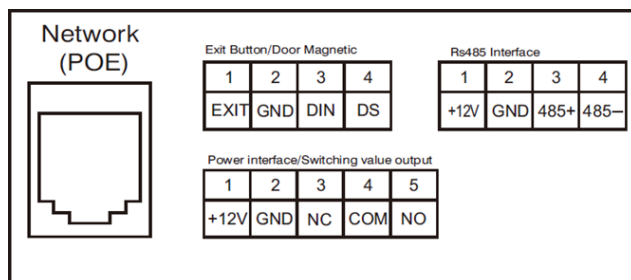 Network
(POE)
Exit Button/Door Magnetic
1 2 3 4
EXIT GND DIN DS
Rs485 Interface
1 2 3 4
+12V GND 485+ 485−
Power interface/Switching value output
1 2 3 4 5
+12V GND NC COM NO